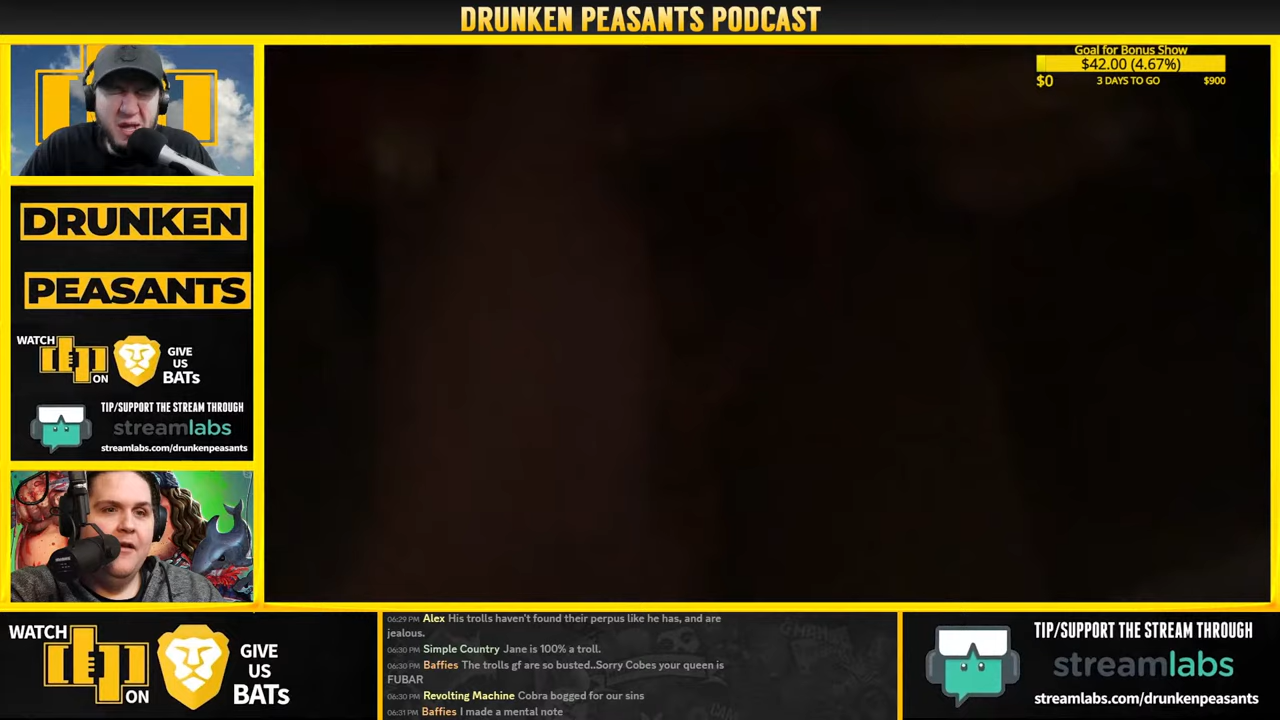 DRUNKEN PEASANTS PODCAST
Goal for Bonus Show
$42.00 (4.67%)
$0
3 DAYS TO GO
$900
DRUNKEN
PEASANTS
WATCH
ON
GIVE
US
BATs
TIP/SUPPORT THE STREAM THROUGH
streamlabs
streamlabs.com/drunkenpeasants
WATCH
ON
GIVE
US
BATs
06:29 PM Alex His trolls haven't found their perpus like he has, and are
jealous.
06:30 PM Simple Country Jane is 100% a troll.
06:30 PM Baffies The trolls gf are so busted..Sorry Cobes your queen is
FUBAR
06:30 PM Revolting Machine Cobra bogged for our sins
06:31 PM Baffies I made a mental note
TIP/SUPPORT THE STREAM THROUGH
streamlabs
streamlabs.com/drunkenpeasants